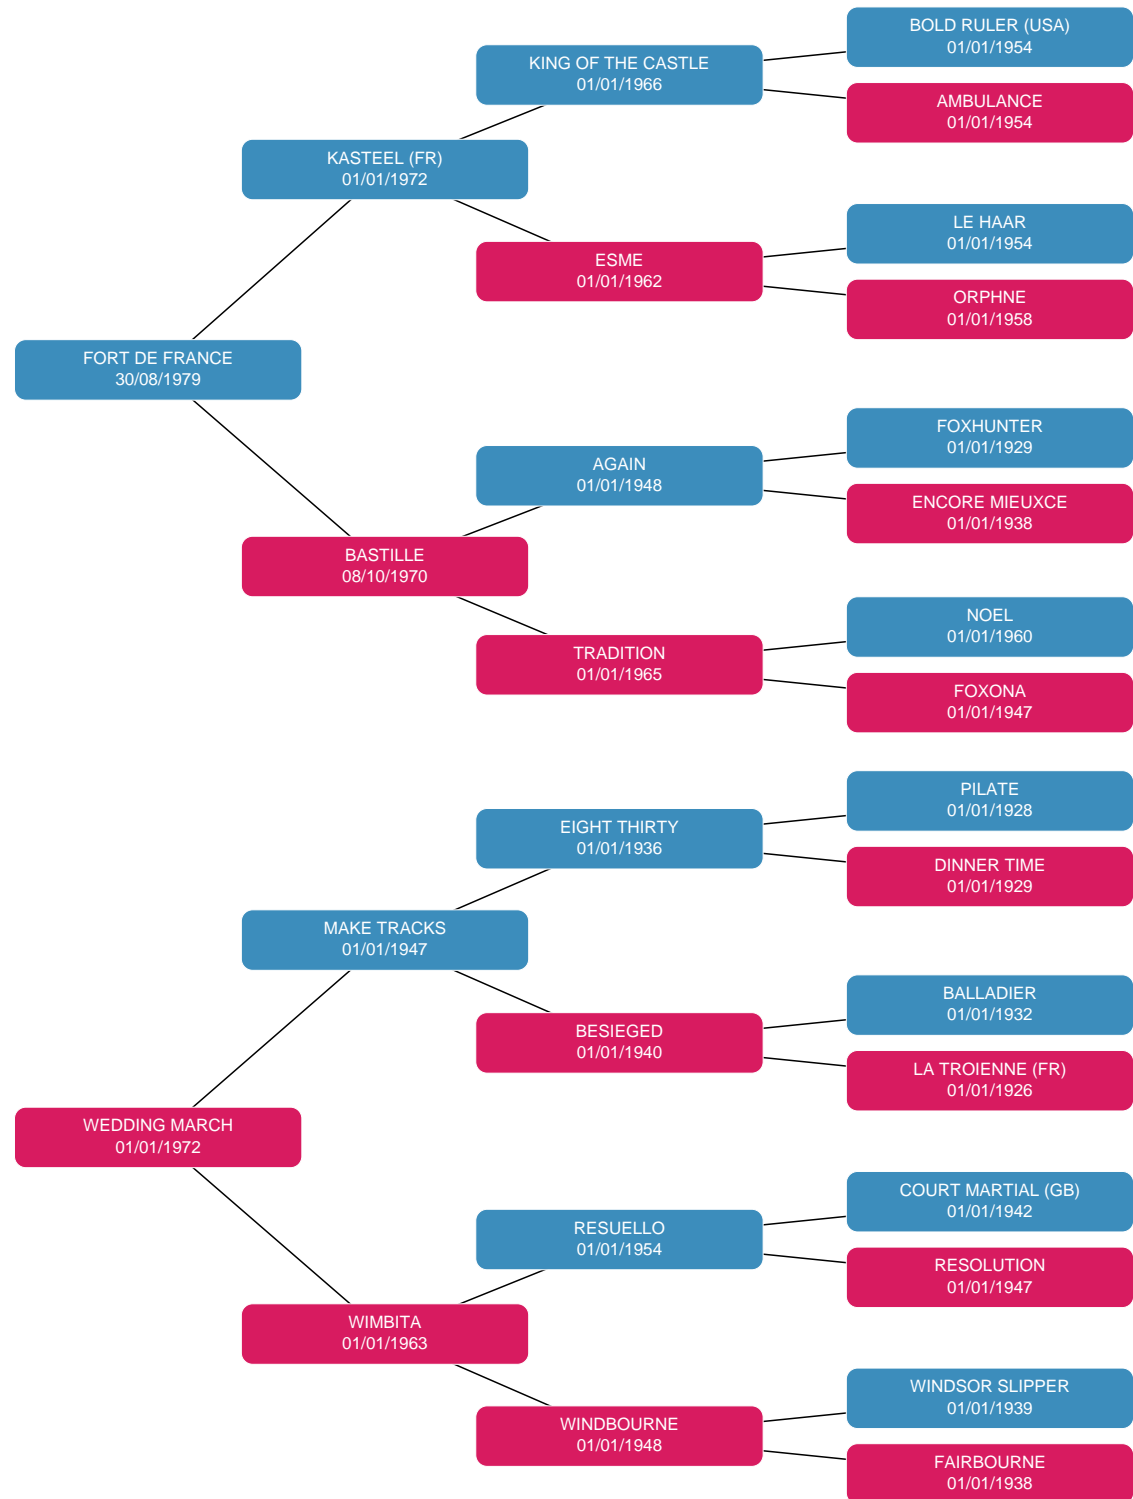 BOLD RULER (USA)
01/01/1954
KING OF THE CASTLE
01/01/1966
AMBULANCE
01/01/1954
KASTEEL (FR)
01/01/1972
LE HAAR
01/01/1954
ESME
01/01/1962
ORPHNE
01/01/1958
FORT DE FRANCE
30/08/1979
FOXHUNTER
01/01/1929
AGAIN
01/01/1948
ENCORE MIEUXCE
01/01/1938
BASTILLE
08/10/1970
NOEL
01/01/1960
TRADITION
01/01/1965
FOXONA
01/01/1947
PILATE
01/01/1928
EIGHT THIRTY
01/01/1936
DINNER TIME
01/01/1929
MAKE TRACKS
01/01/1947
BALLADIER
01/01/1932
BESIEGED
01/01/1940
LA TROIENNE (FR)
01/01/1926
WEDDING MARCH
01/01/1972
COURT MARTIAL (GB)
01/01/1942
RESUELLO
01/01/1954
RESOLUTION
01/01/1947
WIMBITA
01/01/1963
WINDSOR SLIPPER
01/01/1939
WINDBOURNE
01/01/1948
FAIRBOURNE
01/01/1938